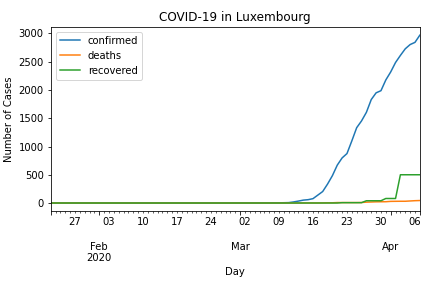 COVID-19 in Luxembourg
confirmed
deaths
recovered
Number of Cases
3000
2500
2000
1500
1000
500
0
27 03 10 17 24 02 09 16 23 30 06
Feb Mar Apr
2020
Day